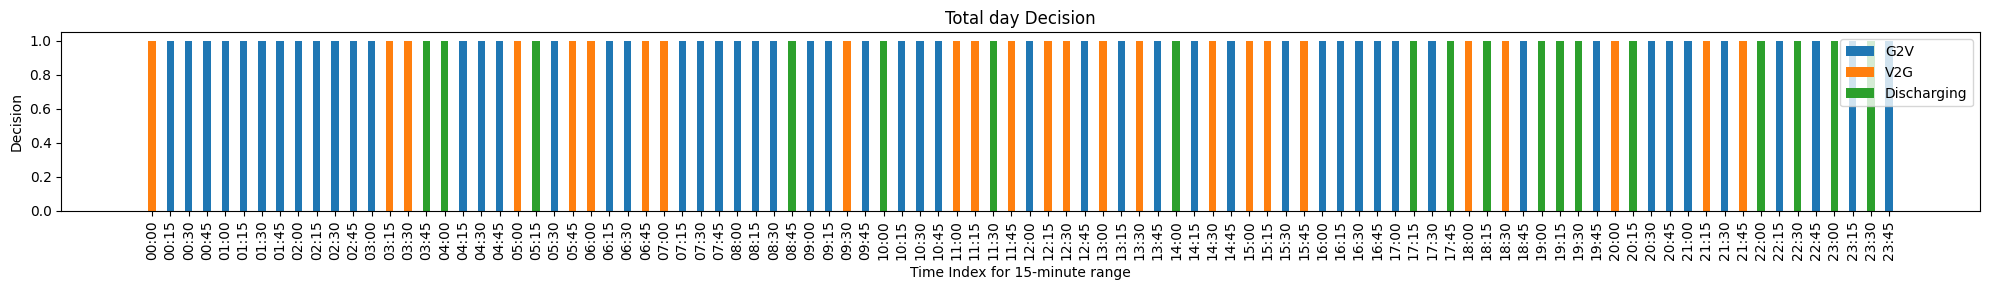 Total day Decision
Decision
1.0
0.8
0.6
0.4
0.2
0.0
G2V
V2G
Discharging
00:00 00:15 00:30 00:45 01:00 01:15 01:30 01:45 02:00 02:15 02:30 02:45 03:00 03:15 03:30 03:45 04:00 04:15 04:30 04:45 05:00 05:15 05:30 05:45 06:00 06:15 06:30 06:45 07:00 07:15 07:30 07:45 08:00 08:15 08:30 08:45 09:00 09:15 09:30 09:45 10:00 10:15 10:30 10:45 11:00 11:15 11:30 11:45 12:00 12:15 12:30 12:45 13:00 13:15 13:30 13:45 14:00 14:15 14:30 14:45 15:00 15:15 15:30 15:45 16:00 16:15 16:30 16:45 17:00 17:15 17:30 17:45 18:00 18:15 18:30 18:45 19:00 19:15 19:30 19:45 20:00 20:15 20:30 20:45 21:00 21:15 21:30 21:45 22:00 22:15 22:30 22:45 23:00 23:15 23:30 23:45
Time Index for 15-minute range